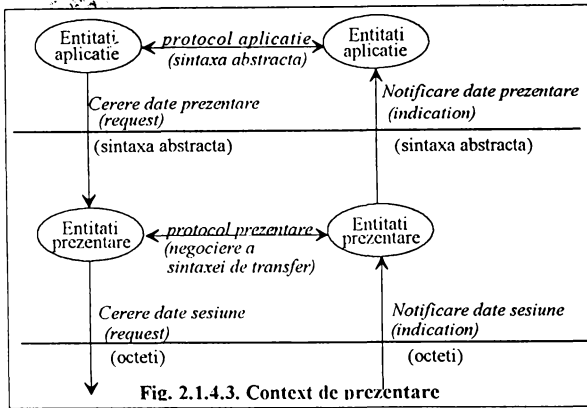 Entitati
aplicatie
protocol aplicatie
(sintaxa abstracta)
Entitati
aplicatie
Cerere date prezentare
(request)
Notificare date prezentare
(indication)
(sintaxa abstracta)
(sintaxa abstracta)
Entitati
prezentare
protocol prezentare
(negociere a
sintaxei de transfer)
Entitati
prezentare
Cerere date sesiune
(request)
Notificare date sesiune
(indication)
(octeti)
(octeti)
Fig. 2.1.4.3. Context de prezentare